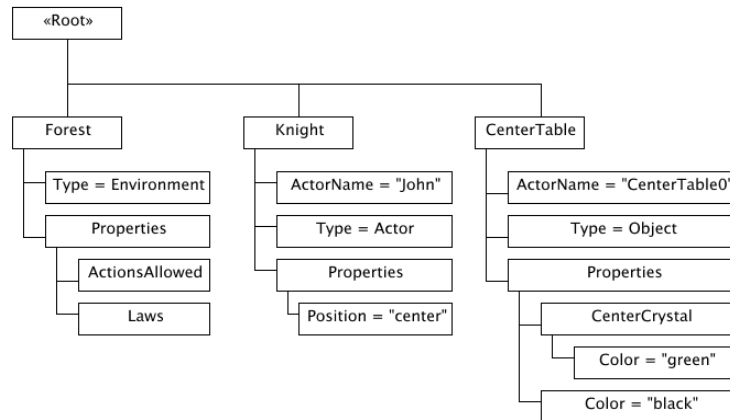 «Root»
Forest
Type = Environment
Properties
ActionsAllowed
Laws
Knight
ActorName = "John"
Type = Actor
Properties
Position = "center"
CenterTable
ActorName = "CenterTable0"
Type = Object
Properties
CenterCrystal
Color = "green"
Color = "black"